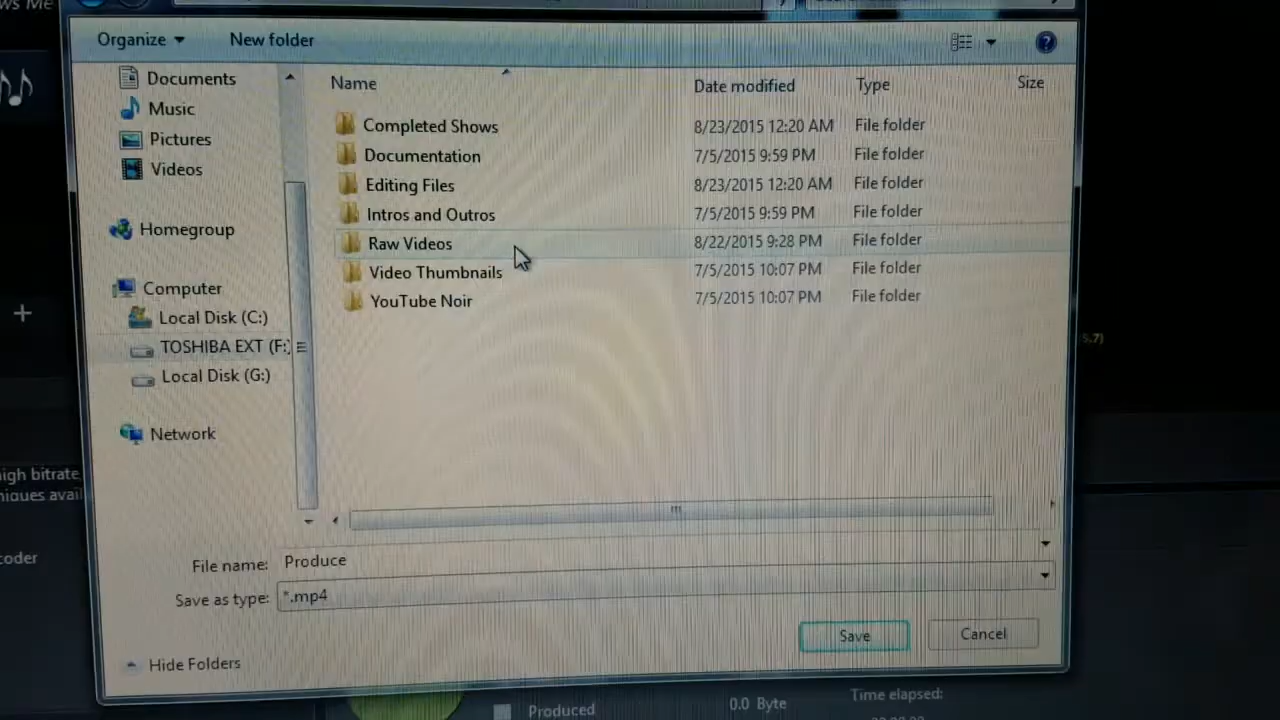 Organize New folder
Name Date modified Type Size
Documents
Music
Pictures
Videos
Homegroup
Computer
Local Disk (C:)
TOSHIBA EXT (F:)
Local Disk (G:)
Network
Completed Shows 8/23/2015 12:20 AM File folder
Documentation 7/5/2015 9:59 PM File folder
Editing Files 8/23/2015 12:20 AM File folder
Intros and Outros 7/5/2015 9:59 PM File folder
Raw Videos 8/22/2015 9:28 PM File folder
Video Thumbnails 7/5/2015 10:07 PM File folder
YouTube Noir 7/5/2015 10:07 PM File folder
5.7)
igh bitrate
niques avail
coder
File name: Produce
Save as type: *.mp4
Save Cancel
Hide Folders
Produced 0.0 Byte Time elapsed: